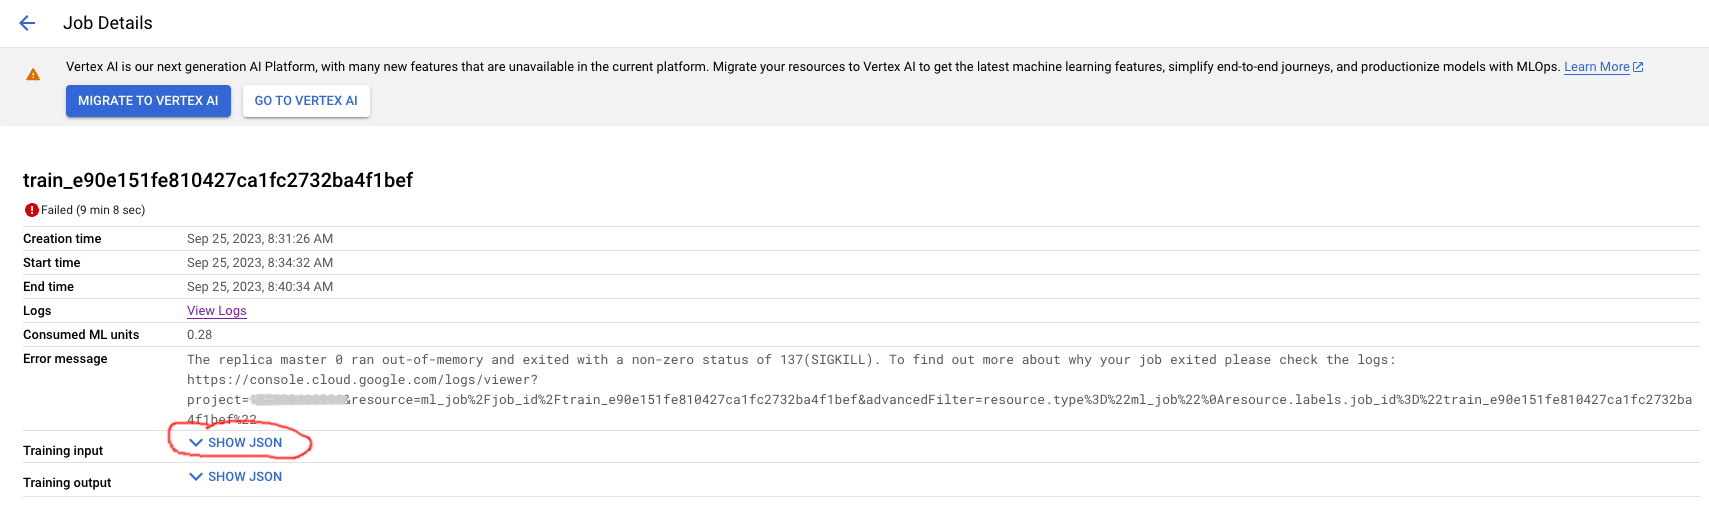 Job Details
Vertex AI is our next generation AI Platform, with many new features that are unavailable in the current platform. Migrate your resources to Vertex AI to get the latest machine learning features, simplify end-to-end journeys, and productionize models with MLOps. Learn More
MIGRATE TO VERTEX AI GO TO VERTEX AI
train_e90e151fe810427ca1fc2732ba4f1bef
Failed (9 min 8 sec)
Creation time Sep 25, 2023, 8:31:26 AM
Start time Sep 25, 2023, 8:34:32 AM
End time Sep 25, 2023, 8:40:34 AM
Logs View Logs
Consumed ML units 0.28
Error message The replica master 0 ran out-of-memory and exited with a non-zero status of 137(SIGKILL). To find out more about why your job exited please check the logs:
https://console.cloud.google.com/logs/viewer?
project= &resource=ml_job%2Fjob_id%2Ftrain_e90e151fe810427ca1fc2732ba4f1bef&advancedFilter=resource.type%3D%22ml_job%22%0Aresource.labels.job_id%3D%22train_e90e151fe810427ca1fc2732ba
4f1bef%22
Training input SHOW JSON
Training output SHOW JSON